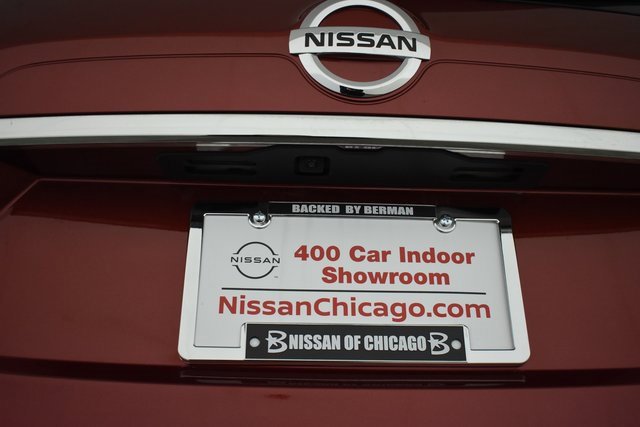 NISSAN
BACKED BY BERMAN
NISSAN
400 Car Indoor
Showroom
NissanChicago.com
B NISSAN OF CHICAGO B